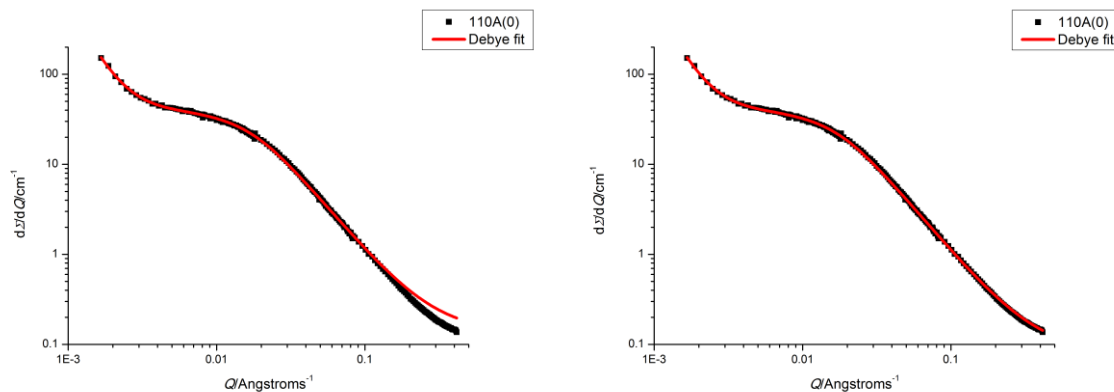 110A(0)
Debye fit
100
10
1
0.1
1E-3
0.01
0.1
dΣ/dQ/cm⁻¹
Q/Angstroms⁻¹
110A(0)
Debye fit
100
10
1
0.1
1E-3
0.01
0.1
dΣ/dQ/cm⁻¹
Q/Angstroms⁻¹